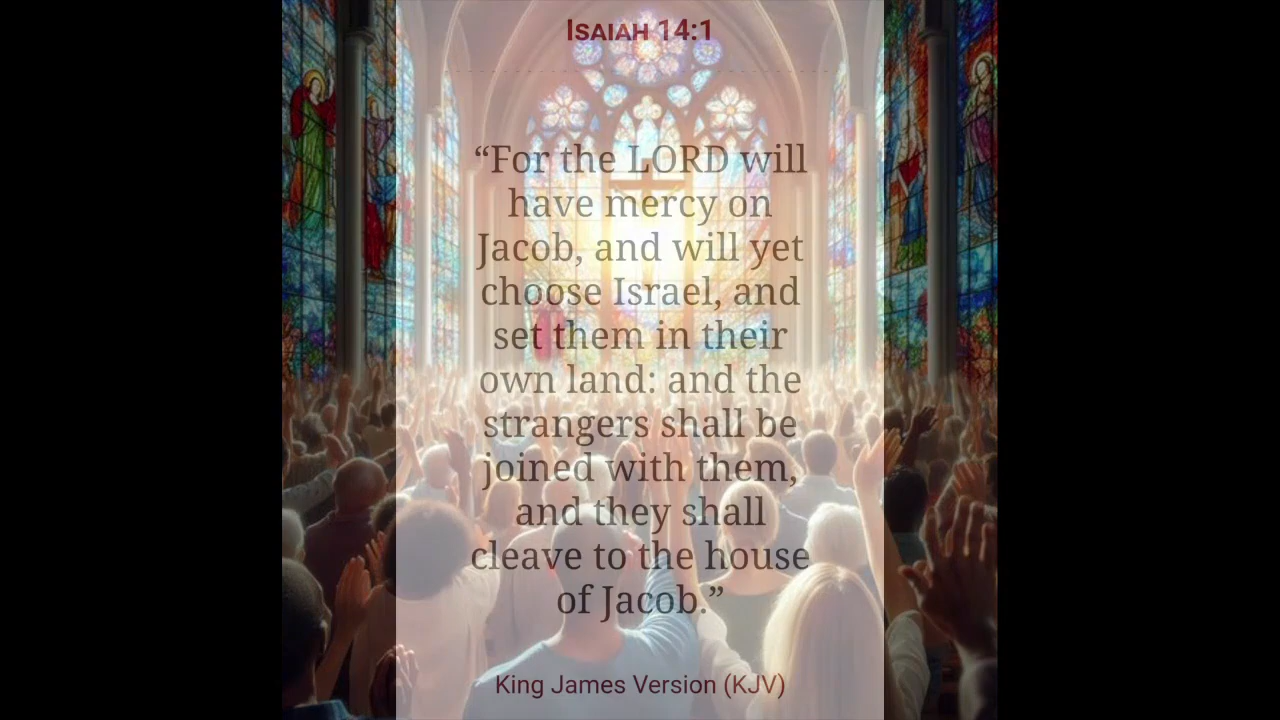 Isaiah 14:1
“For the LORD will
have mercy on
Jacob, and will yet
choose Israel, and
set them in their
own land: and the
strangers shall be
joined with them,
and they shall
cleave to the house
of Jacob.”
King James Version (KJV)